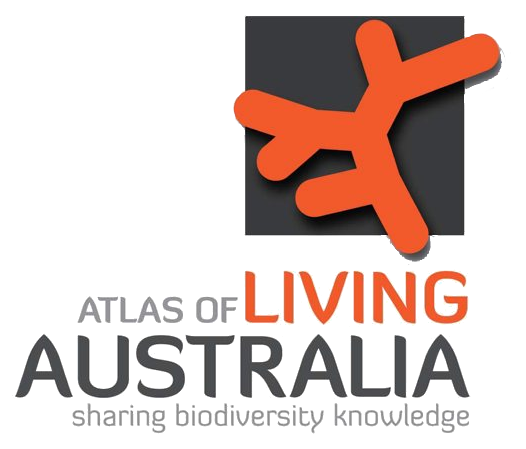 ATLAS OF LIVING
AUSTRALIA
sharing biodiversity knowledge